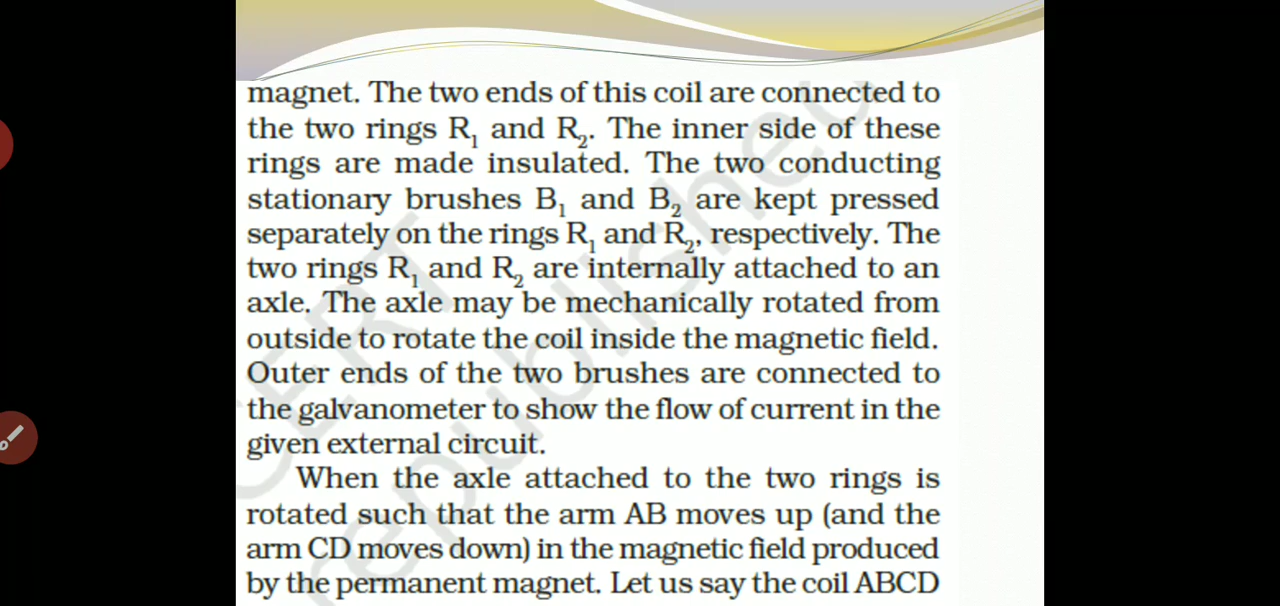 magnet. The two ends of this coil are connected to
the two rings R₁ and R₂. The inner side of these
rings are made insulated. The two conducting
stationary brushes B₁ and B₂ are kept pressed
separately on the rings R₁ and R₂, respectively. The
two rings R₁ and R₂ are internally attached to an
axle. The axle may be mechanically rotated from
outside to rotate the coil inside the magnetic field.
Outer ends of the two brushes are connected to
the galvanometer to show the flow of current in the
given external circuit.
When the axle attached to the two rings is
rotated such that the arm AB moves up (and the
arm CD moves down) in the magnetic field produced
by the permanent magnet. Let us say the coil ABCD